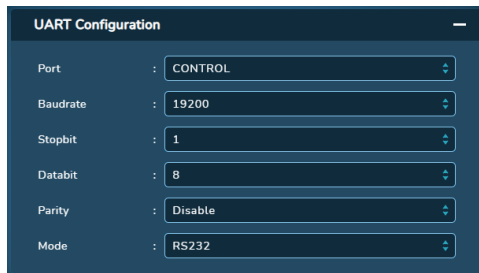 UART Configuration
Port : CONTROL
Baudrate : 19200
Stopbit : 1
Databit : 8
Parity : Disable
Mode : RS232